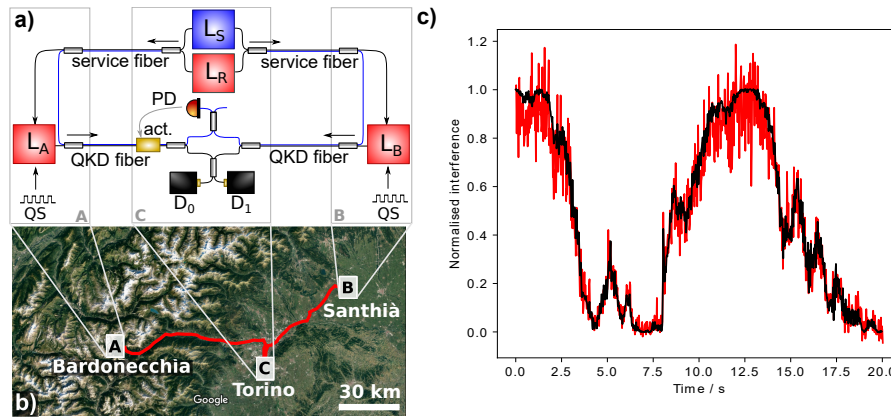 a)
L_S
service fiber
service fiber
L_R
PD
act.
L_A
L_B
QKD fiber
QKD fiber
D_0
D_1
QS
QS
A
C
B
B
Santhià
A
Bardonecchia
C
Torino
30 km
b)
Google
c)
Normalised interference
1.2
1.0
0.8
0.6
0.4
0.2
0.0
0.0 2.5 5.0 7.5 10.0 12.5 15.0 17.5 20.0
Time / s